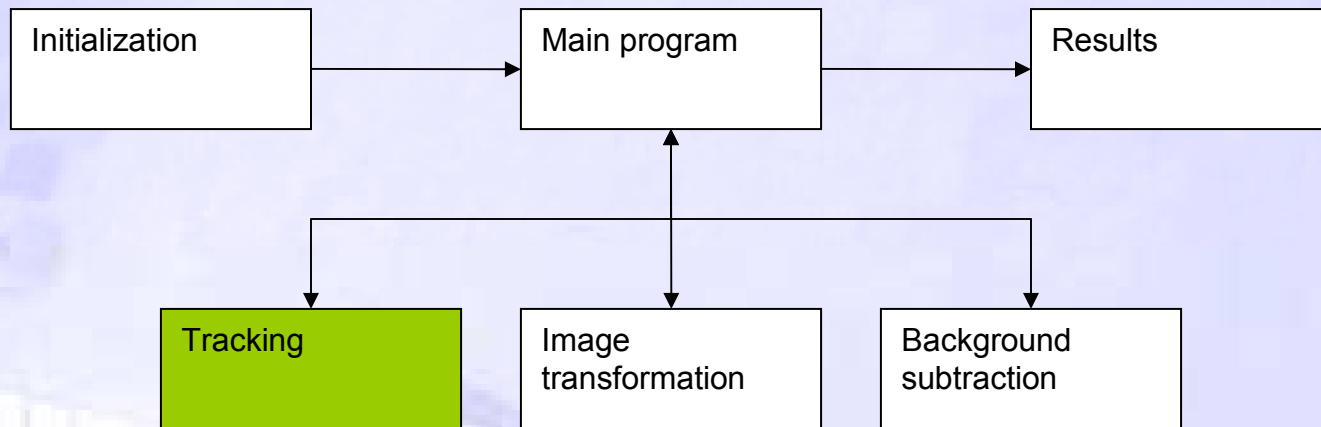 Initialization
Main program
Results
Tracking
Image
transformation
Background
subtraction